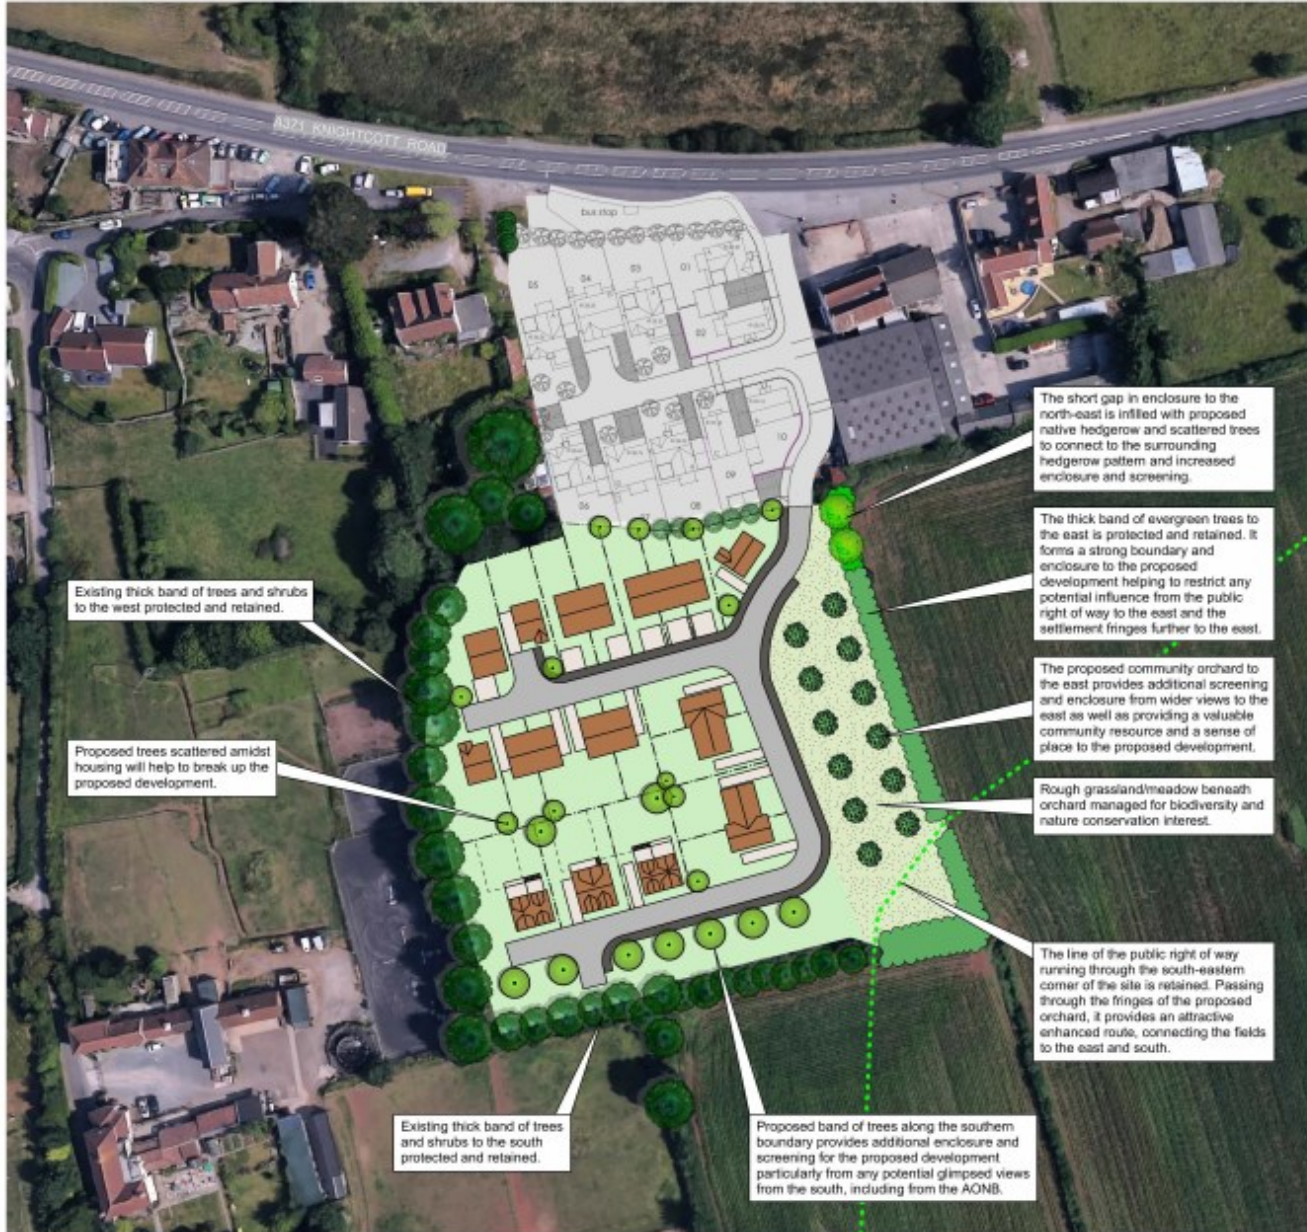 A371 KNIGHTCOTT ROAD
bus stop
05
04
03
01
02
10
09
06
07
08
The short gap in enclosure to the
north-east is infilled with proposed
native hedgerow and scattered trees
to connect to the surrounding
hedgerow pattern and increased
enclosure and screening.
The thick band of evergreen trees to
the east is protected and retained. It
forms a strong boundary and
enclosure to the proposed
development helping to restrict any
potential influence from the public
right of way to the east and the
settlement fringes further to the east.
Existing thick band of trees and shrubs
to the west protected and retained.
The proposed community orchard to
the east provides additional screening
and enclosure from wider views to the
east as well as providing a valuable
community resource and a sense of
place to the proposed development.
Proposed trees scattered amidst
housing will help to break up the
proposed development.
Rough grassland/meadow beneath
orchard managed for biodiversity and
nature conservation interest.
The line of the public right of way
running through the south-eastern
corner of the site is retained. Passing
through the fringes of the proposed
orchard, it provides an attractive
enhanced route, connecting the fields
to the east and south.
Existing thick band of trees
and shrubs to the south
protected and retained.
Proposed band of trees along the southern
boundary provides additional enclosure and
screening for the proposed development
particularly from any potential glimpsed views
from the south, including from the AONB.